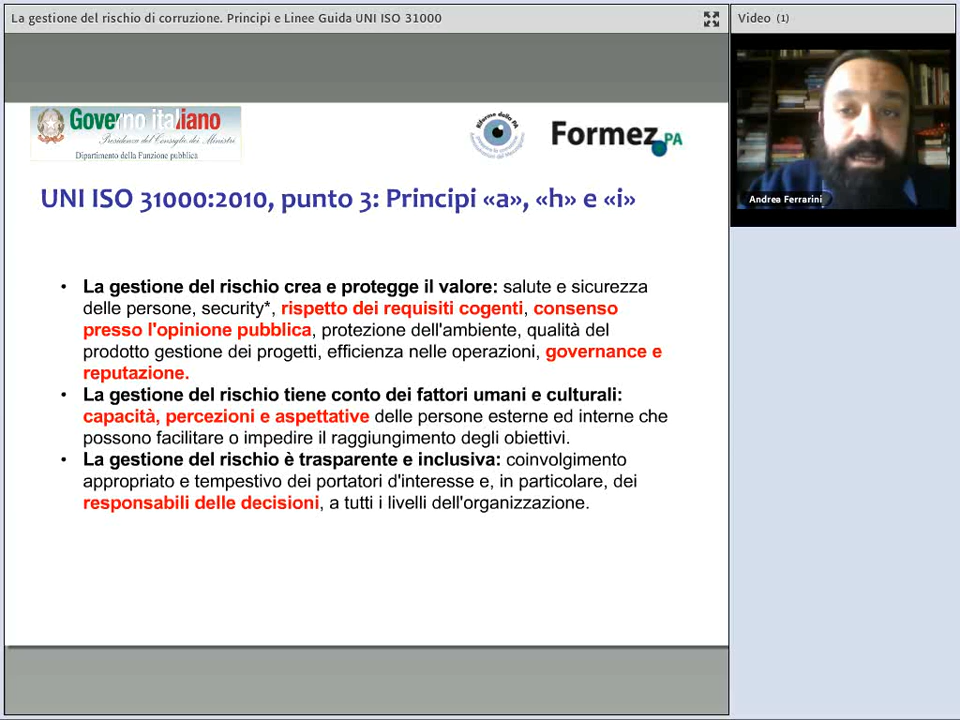 La gestione del rischio di corruzione. Principi e Linee Guida UNI ISO 31000
Video (1)
Governo italiano
Presidenza del Consiglio dei Ministri
Dipartimento della Funzione pubblica
Riforma della PA
Formez PA
Andrea Ferrarini
UNI ISO 31000:2010, punto 3: Principi «a», «h» e «i»
• La gestione del rischio crea e protegge il valore: salute e sicurezza
delle persone, security*, rispetto dei requisiti cogenti, consenso
presso l'opinione pubblica, protezione dell'ambiente, qualità del
prodotto gestione dei progetti, efficienza nelle operazioni, governance e
reputazione.
• La gestione del rischio tiene conto dei fattori umani e culturali:
capacità, percezioni e aspettative delle persone esterne ed interne che
possono facilitare o impedire il raggiungimento degli obiettivi.
• La gestione del rischio è trasparente e inclusiva: coinvolgimento
appropriato e tempestivo dei portatori d'interesse e, in particolare, dei
responsabili delle decisioni, a tutti i livelli dell'organizzazione.